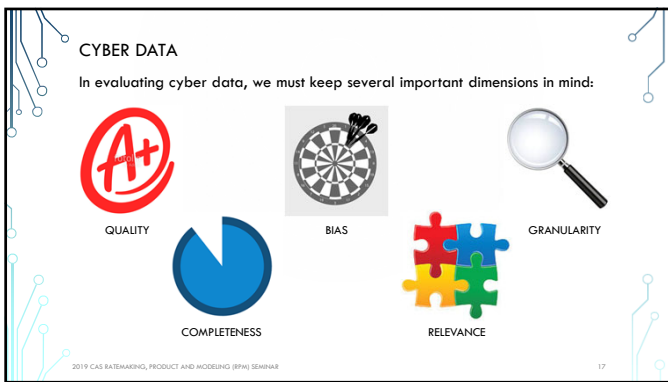 CYBER DATA
In evaluating cyber data, we must keep several important dimensions in mind:
A+
QUALITY
BIAS
GRANULARITY
COMPLETENESS
RELEVANCE
2019 CAS RATEMAKING, PRODUCT AND MODELING (RPM) SEMINAR
17